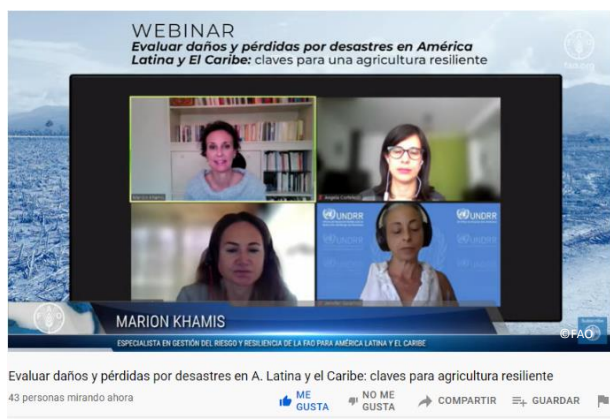 WEBINAR
Evaluar daños y pérdidas por desastres en América
Latina y El Caribe: claves para una agricultura resiliente
UNDRR
UNDRR
MARION KHAMIS
ESPECIALISTA EN GESTIÓN DEL RIESGO Y RESILIENCIA DE LA FAO PARA AMÉRICA LATINA Y EL CARIBE
©FAO
Evaluar daños y pérdidas por desastres en A. Latina y el Caribe: claves para agricultura resiliente
43 personas mirando ahora
ME GUSTA
NO ME GUSTA
COMPARTIR
GUARDAR